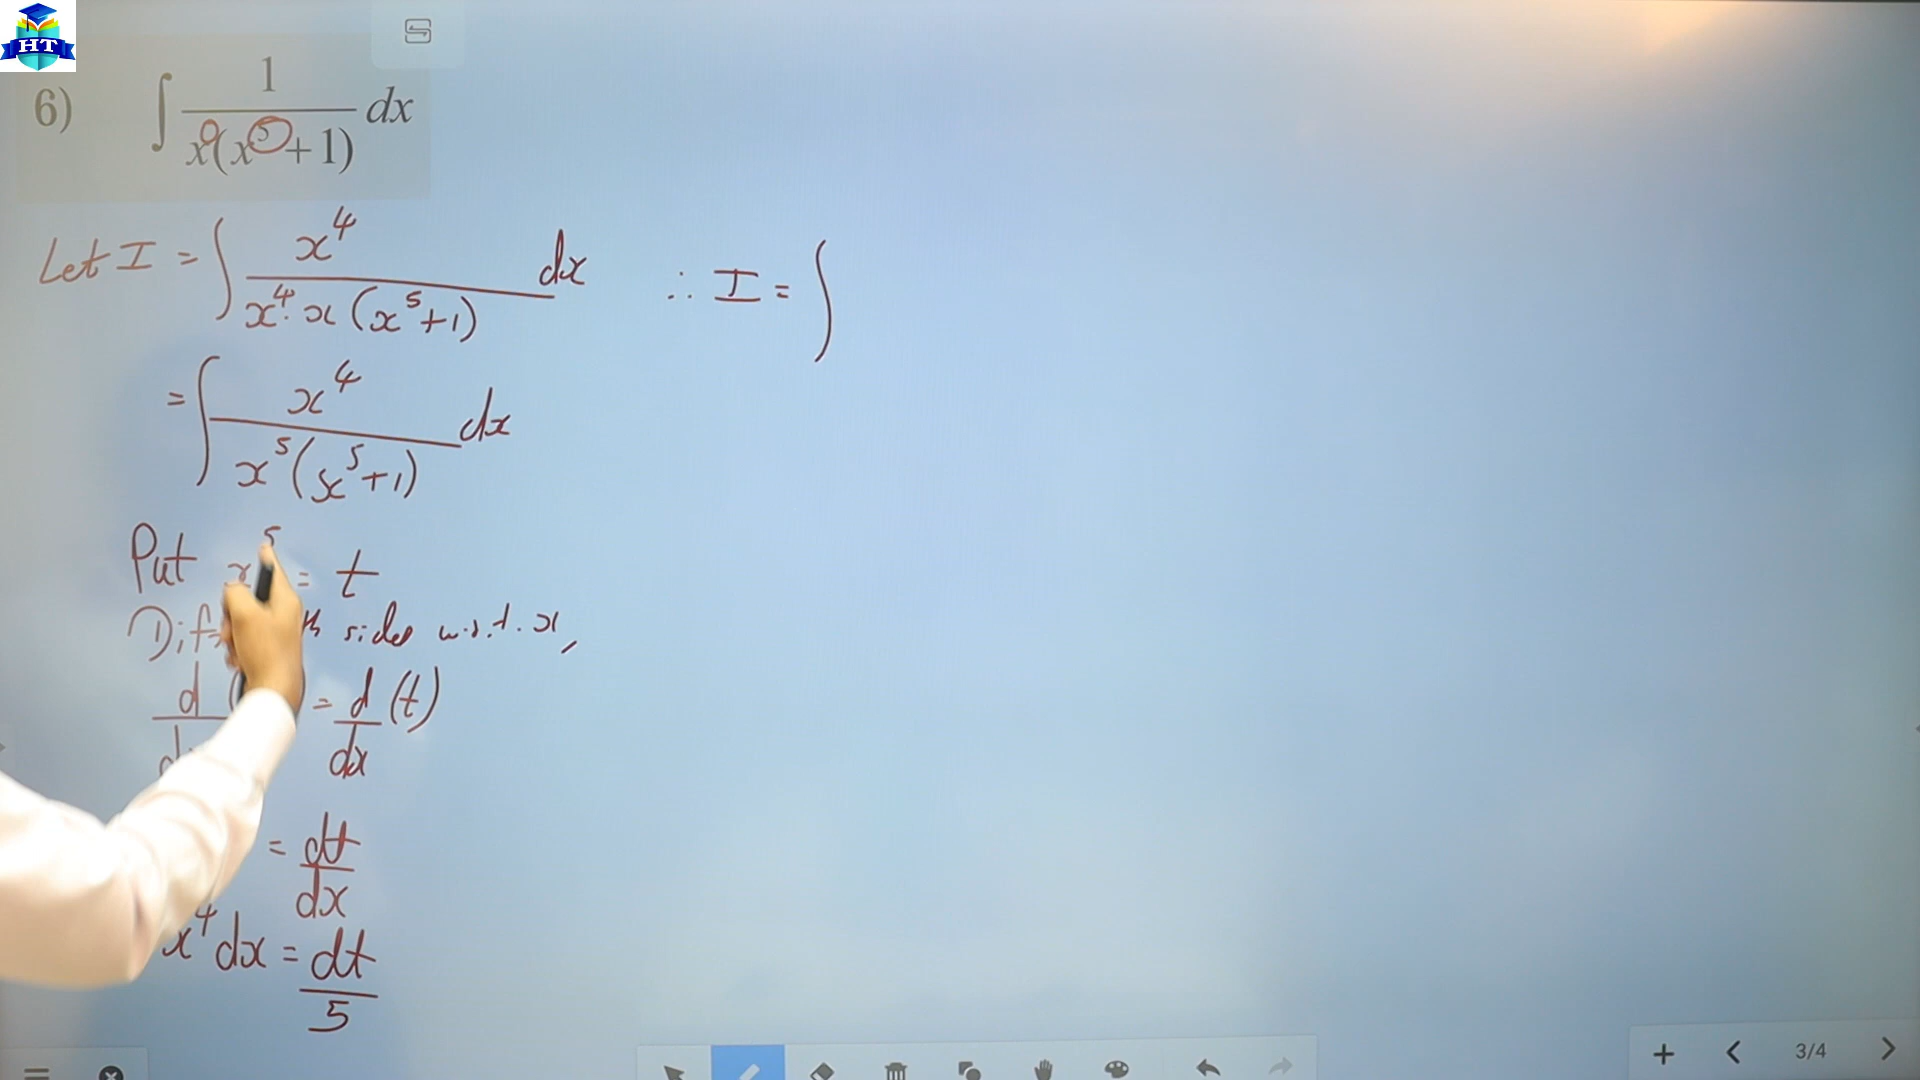 HT
6) ∫ 1/(x(x⁵+1)) dx
Let I = ∫ x⁴/(x⁴·x(x⁵+1)) dx
= ∫ x⁴/(x⁵(x⁵+1)) dx
Put x⁵ = t
sides w.r.t. x,
= d/dx (t)
= dt/dx
x⁴dx = dt/5
∴ I = ∫
3/4